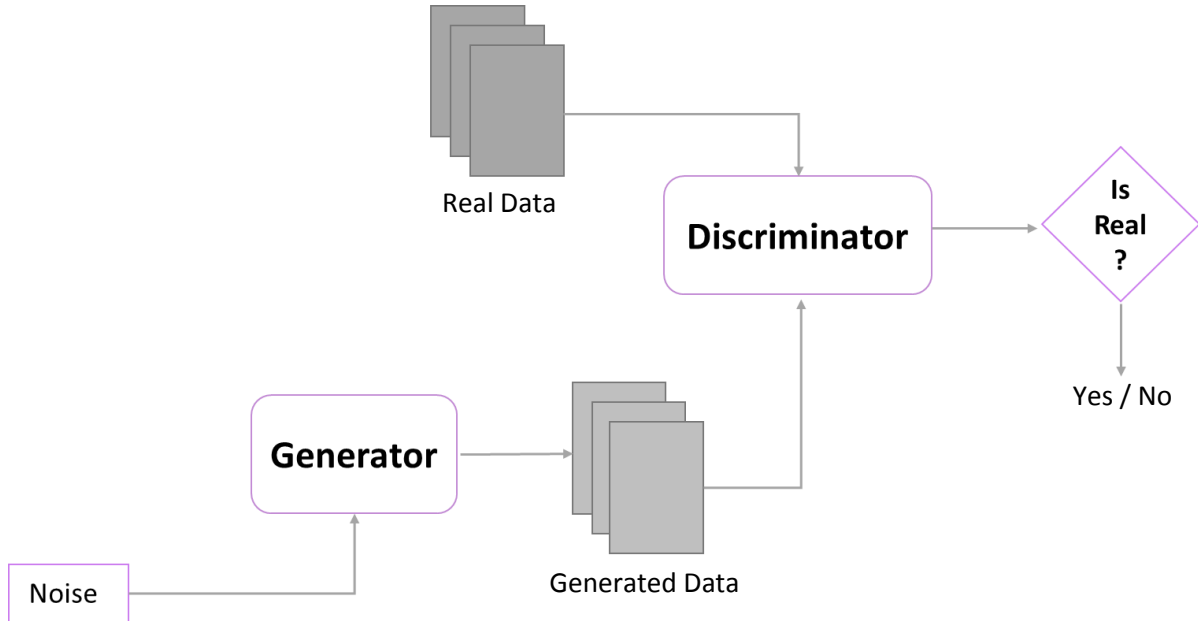 Real Data
Discriminator
Is
Real
?
Yes / No
Generator
Generated Data
Noise